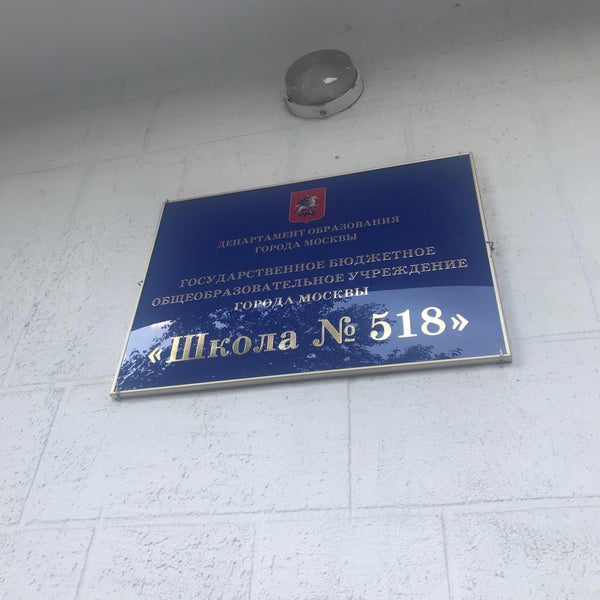 ДЕПАРТАМЕНТ ОБРАЗОВАНИЯ
ГОРОДА МОСКВЫ
ГОСУДАРСТВЕННОЕ БЮДЖЕТНОЕ
ОБЩЕОБРАЗОВАТЕЛЬНОЕ УЧРЕЖДЕНИЕ
ГОРОДА МОСКВЫ
«Школа № 518»